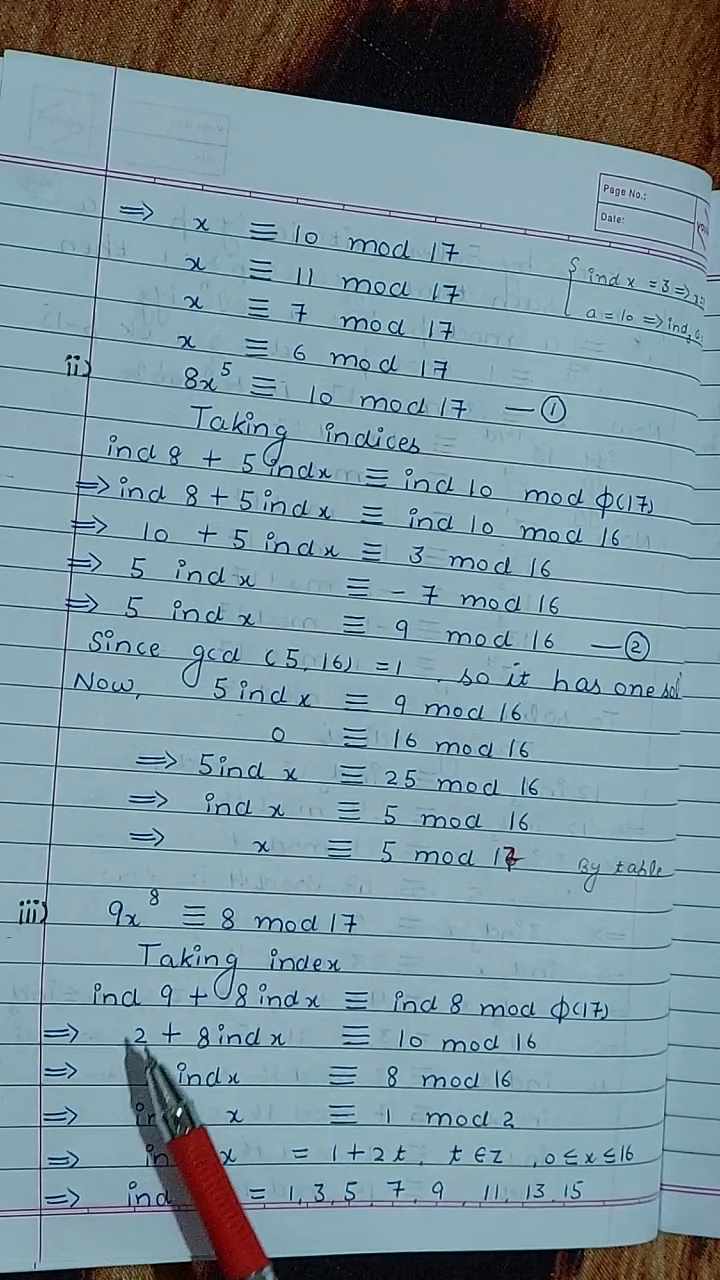 Page No.:
Date:
⇒ x ≡ 10 mod 17
x ≡ 11 mod 17
{ ind x = 3 ⇒
x ≡ 7 mod 17
a = 10 ⇒ ind₃
x ≡ 6 mod 17
ii) 8x⁵ ≡ 10 mod 17 — ①
Taking indices
ind 8 + 5 ind x ≡ ind 10 mod φ(17)
⇒ ind 8 + 5 ind x ≡ ind 10 mod 16
⇒ 10 + 5 ind x ≡ 3 mod 16
⇒ 5 ind x ≡ - 7 mod 16
⇒ 5 ind x ≡ 9 mod 16 — ②
Since gcd (5, 16) = 1 so it has one sol
Now, 5 ind x ≡ 9 mod 16
0 ≡ 16 mod 16
⇒ 5 ind x ≡ 25 mod 16
⇒ ind x ≡ 5 mod 16
⇒ x ≡ 5 mod 17 By table
iii) 9x⁸ ≡ 8 mod 17
Taking index
ind 9 + 8 ind x ≡ ind 8 mod φ(17)
⇒ 2 + 8 ind x ≡ 10 mod 16
⇒ ind x ≡ 8 mod 16
⇒ x ≡ 1 mod 2
⇒ x = 1 + 2t, t ∈ z, 0 ≤ x ≤ 16
⇒ ind = 1, 3, 5, 7, 9, 11, 13, 15